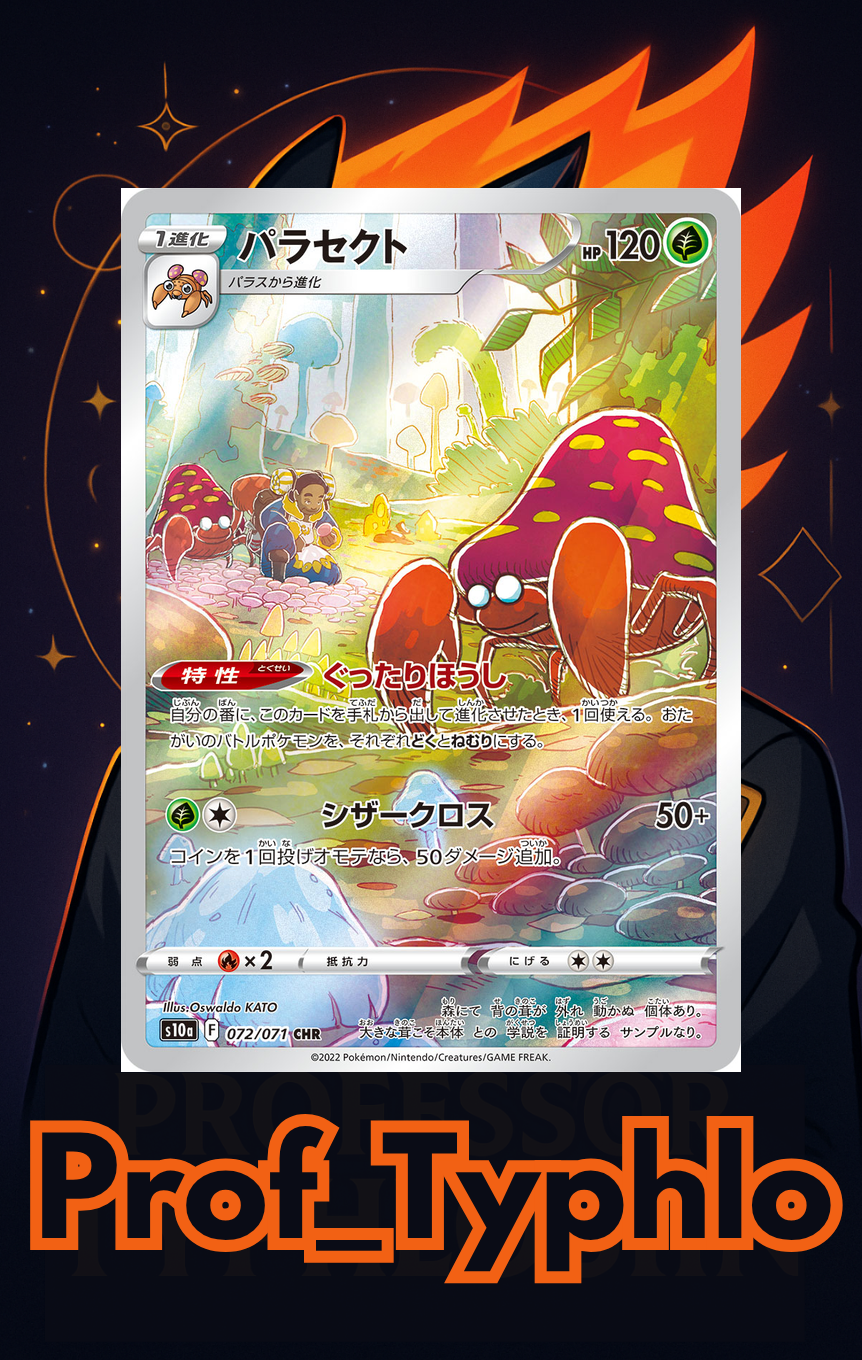 1進化
パラセクト
HP 120
パラスから進化
特性 とくせい ぐったりほうし
自分の番に、このカードを手札から出して進化させたとき、1回使える。おた
がいのバトルポケモンを、それぞれどくとねむりにする。
シザークロス 50+
コインを1回投げオモテなら、50ダメージ追加。
弱点 ×2 抵抗力 にげる
Illus.Oswaldo KATO
森にて 背の茸が 外れ 動かぬ 個体あり。
大きな茸こそ本体 との 学説を 証明する サンプルなり。
s10a F 072/071 CHR
©2022 Pokémon/Nintendo/Creatures/GAME FREAK.
PROFESSOR
Prof_Typhlo